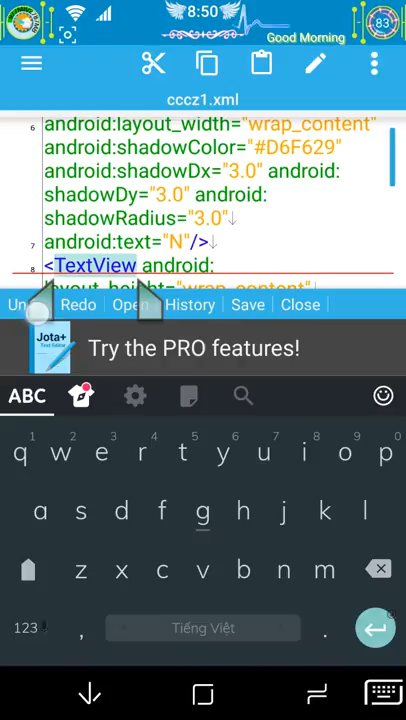 8:50
Good Morning
83
cccz1.xml
6
android:layout_width="wrap_content"
android:shadowColor="#D6F629"
android:shadowDx="3.0" android:
shadowDy="3.0" android:
shadowRadius="3.0"↓
7 android:text="N"/>↓
8 <TextView android:
layout_height="wrap_content"
Un Redo Open History Save Close
Jota+
Text Editor
Try the PRO features!
ABC
1 2 3 4 5 6 7 8 9 0
q w e r t y u i o p
a s d f g h j k l
z x c v b n m
123 , Tiếng Việt .